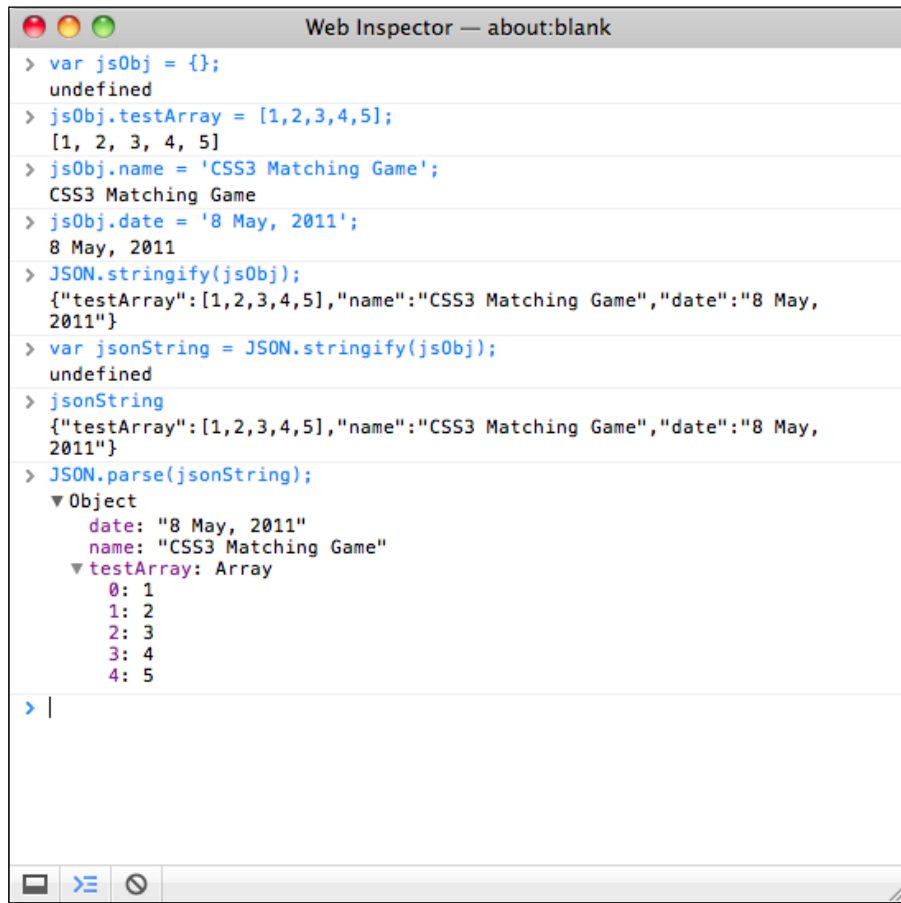 Web Inspector — about:blank
> var jsObj = {};
undefined
> jsObj.testArray = [1,2,3,4,5];
[1, 2, 3, 4, 5]
> jsObj.name = 'CSS3 Matching Game';
CSS3 Matching Game
> jsObj.date = '8 May, 2011';
8 May, 2011
> JSON.stringify(jsObj);
{"testArray":[1,2,3,4,5],"name":"CSS3 Matching Game","date":"8 May,
2011"}
> var jsonString = JSON.stringify(jsObj);
undefined
> jsonString
{"testArray":[1,2,3,4,5],"name":"CSS3 Matching Game","date":"8 May,
2011"}
> JSON.parse(jsonString);
▼Object
date: "8 May, 2011"
name: "CSS3 Matching Game"
▼testArray: Array
0: 1
1: 2
2: 3
3: 4
4: 5
>